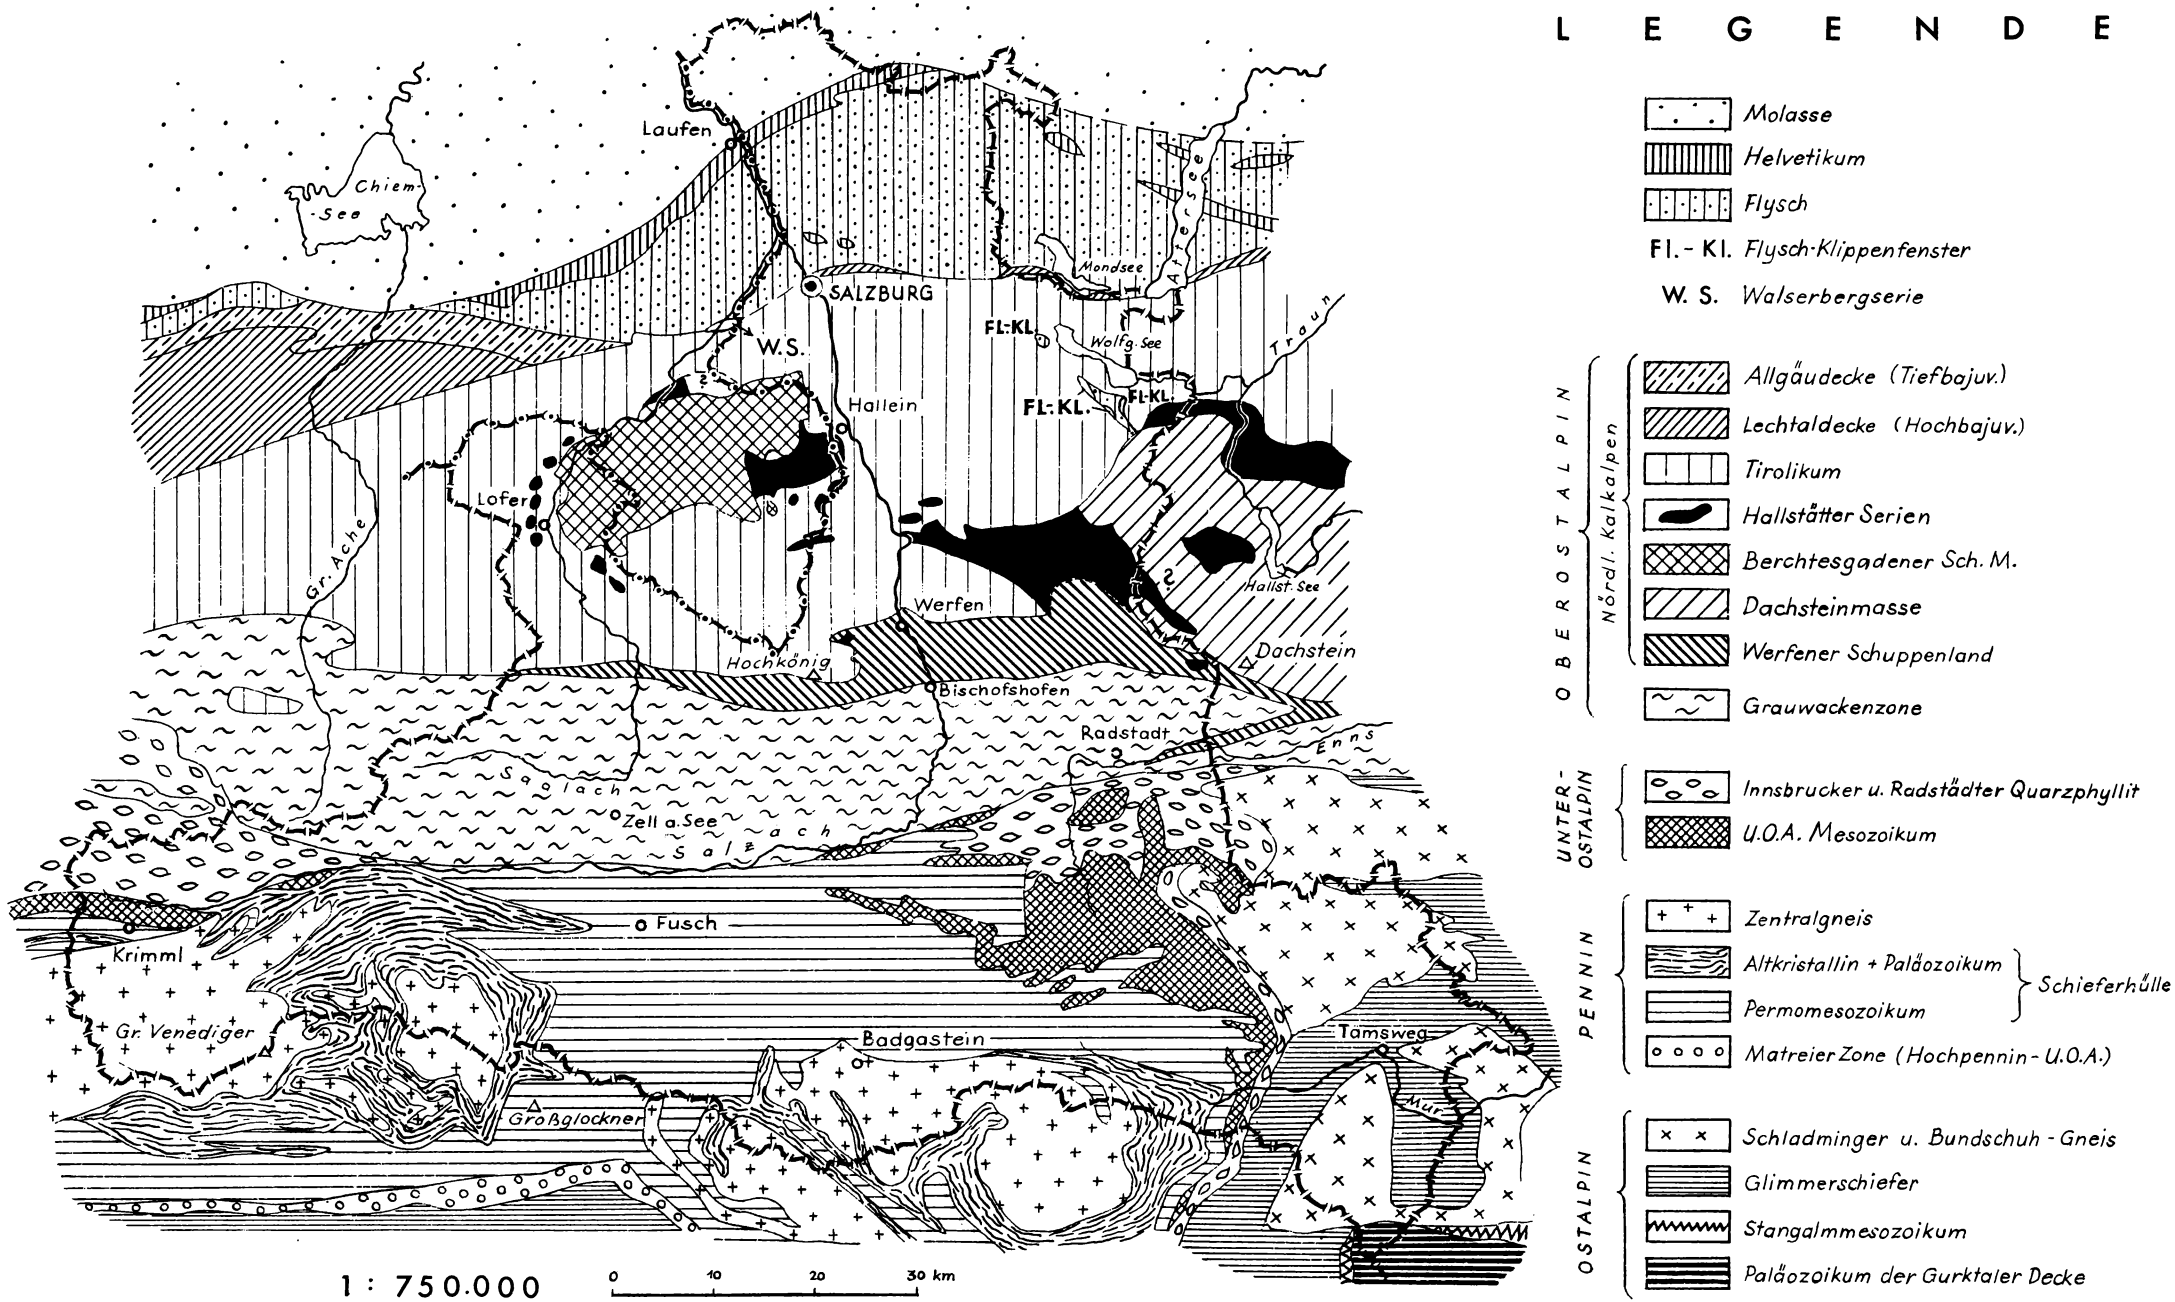 Laufen
Chiem-
-See
Attersee
Mondsee
SALZBURG
Traun
FL.-KL.
Wolfg. See
W. S.
FL.-KL.
FL.-KL.
Hallein
?
Lofer
Gr. Ache
?
Hallst. See
Werfen
Hochkönig
Dachstein
Bischofshofen
Radstadt
Enns
Saalach
Zell a. See
Salzach
Fusch
Krimml
Gr. Venediger
Badgastein
Tamsweg
Großglockner
Mur
1 : 750.000
0 10 20 30 km
LEGENDE
Molasse
Helvetikum
Flysch
Fl. - Kl. Flysch-Klippenfenster
W. S. Walserbergserie
OBEROSTALPIN
Nördl. Kalkalpen
Allgäudecke (Tiefbajuv.)
Lechtaldecke (Hochbajuv.)
Tirolikum
Hallstätter Serien
Berchtesgadener Sch. M.
Dachsteinmasse
Werfener Schuppenland
Grauwackenzone
UNTER-
OSTALPIN
Innsbrucker u. Radstädter Quarzphyllit
U.O.A. Mesozoikum
PENNIN
Zentralgneis
Altkristallin + Paläozoikum
Schieferhülle
Permomesozoikum
Matreier Zone (Hochpennin - U.O.A.)
OSTALPIN
Schladminger u. Bundschuh - Gneis
Glimmerschiefer
Stangalmmesozoikum
Paläozoikum der Gurktaler Decke